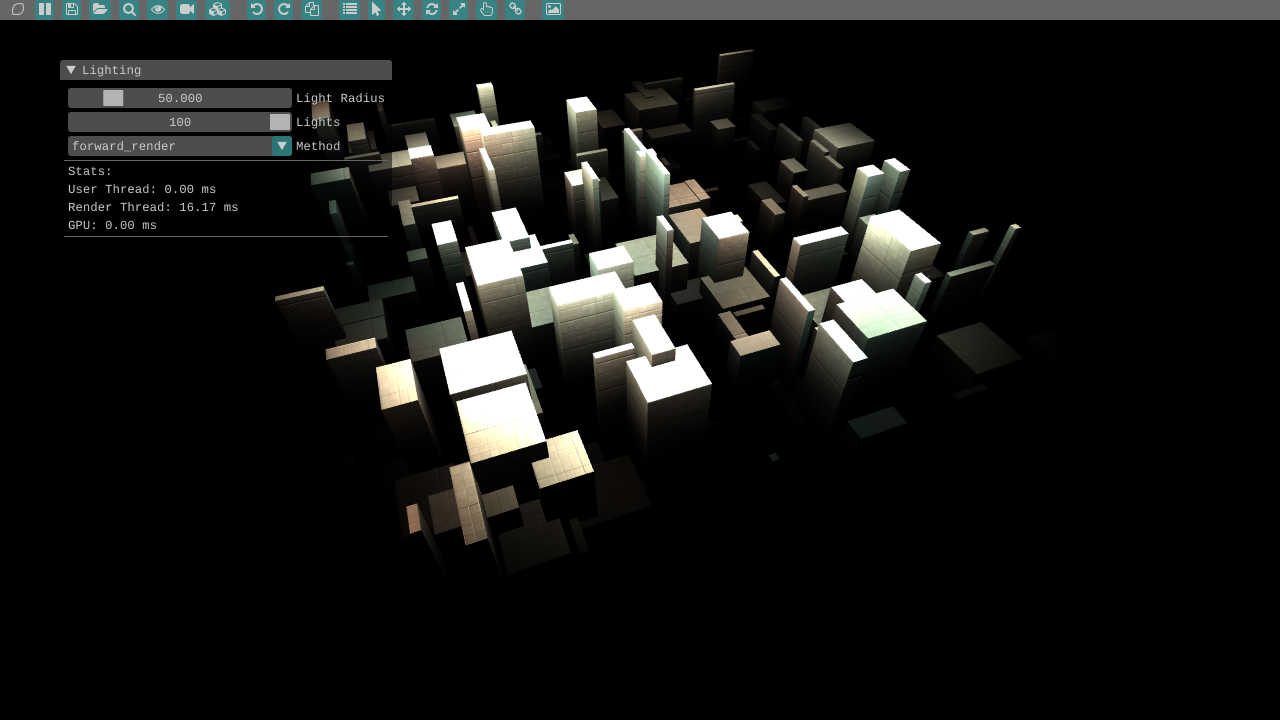 Lighting
50.000 Light Radius
100 Lights
forward_render Method
Stats:
User Thread: 0.00 ms
Render Thread: 16.17 ms
GPU: 0.00 ms